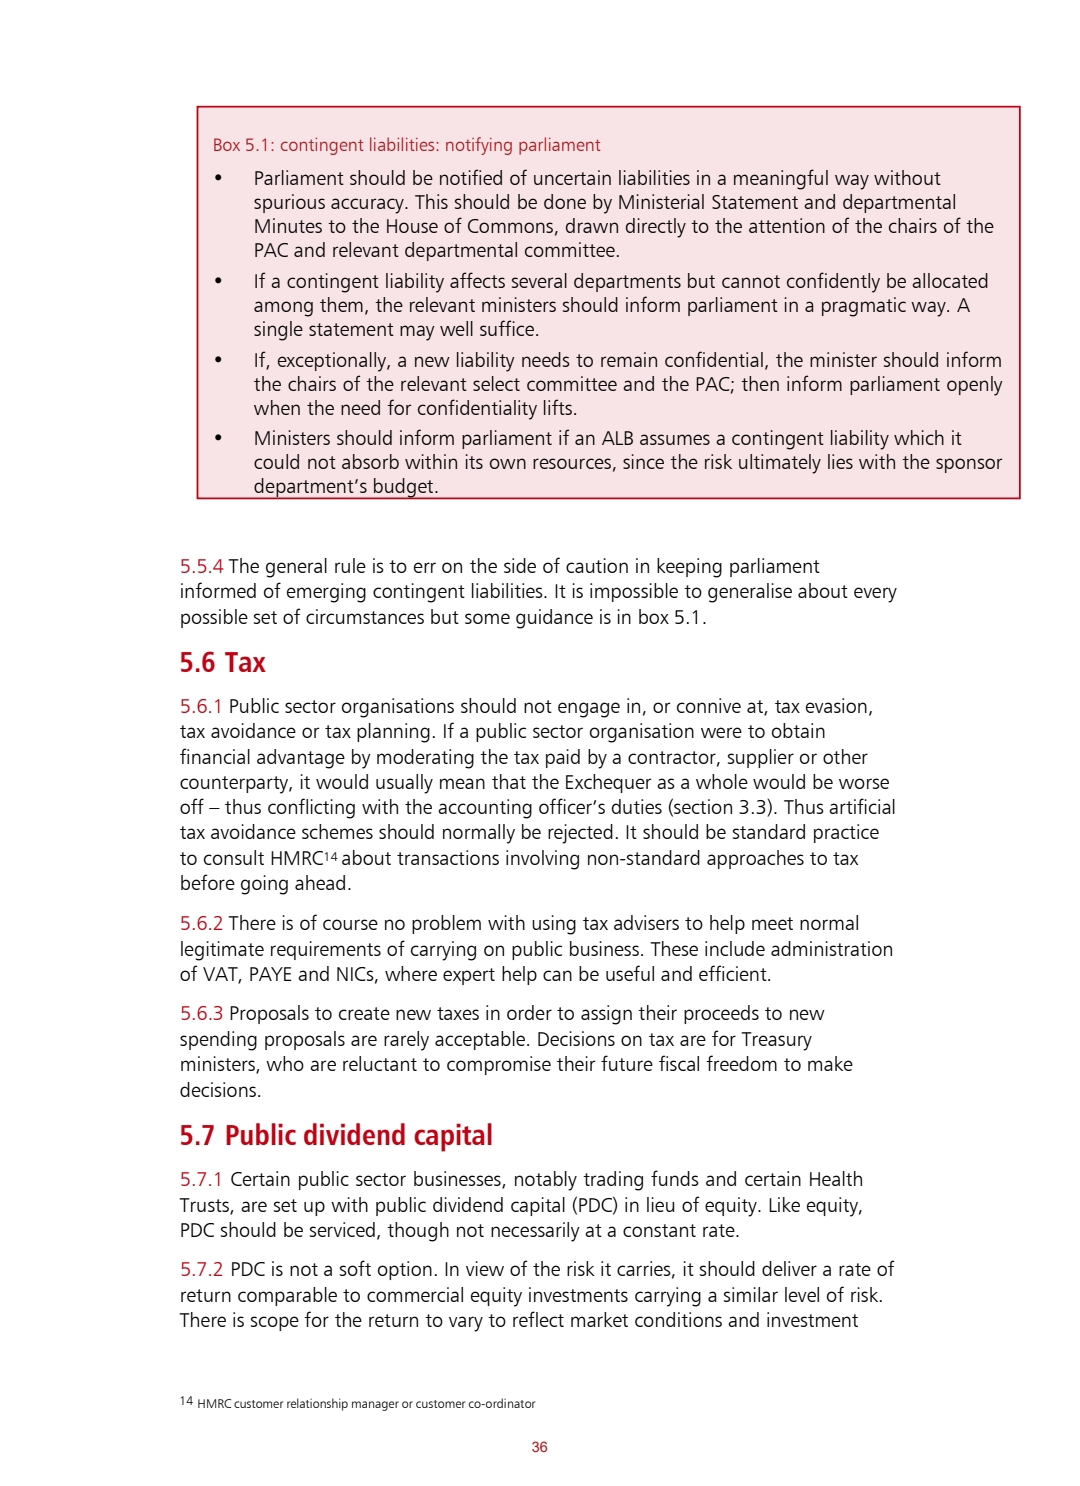 Box 5.1: contingent liabilities: notifying parliament
• Parliament should be notified of uncertain liabilities in a meaningful way without
spurious accuracy. This should be done by Ministerial Statement and departmental
Minutes to the House of Commons, drawn directly to the attention of the chairs of the
PAC and relevant departmental committee.
• If a contingent liability affects several departments but cannot confidently be allocated
among them, the relevant ministers should inform parliament in a pragmatic way. A
single statement may well suffice.
• If, exceptionally, a new liability needs to remain confidential, the minister should inform
the chairs of the relevant select committee and the PAC; then inform parliament openly
when the need for confidentiality lifts.
• Ministers should inform parliament if an ALB assumes a contingent liability which it
could not absorb within its own resources, since the risk ultimately lies with the sponsor
department’s budget.
5.5.4 The general rule is to err on the side of caution in keeping parliament
informed of emerging contingent liabilities. It is impossible to generalise about every
possible set of circumstances but some guidance is in box 5.1.
5.6 Tax
5.6.1 Public sector organisations should not engage in, or connive at, tax evasion,
tax avoidance or tax planning. If a public sector organisation were to obtain
financial advantage by moderating the tax paid by a contractor, supplier or other
counterparty, it would usually mean that the Exchequer as a whole would be worse
off – thus conflicting with the accounting officer’s duties (section 3.3). Thus artificial
tax avoidance schemes should normally be rejected. It should be standard practice
to consult HMRC14 about transactions involving non-standard approaches to tax
before going ahead.
5.6.2 There is of course no problem with using tax advisers to help meet normal
legitimate requirements of carrying on public business. These include administration
of VAT, PAYE and NICs, where expert help can be useful and efficient.
5.6.3 Proposals to create new taxes in order to assign their proceeds to new
spending proposals are rarely acceptable. Decisions on tax are for Treasury
ministers, who are reluctant to compromise their future fiscal freedom to make
decisions.
5.7 Public dividend capital
5.7.1 Certain public sector businesses, notably trading funds and certain Health
Trusts, are set up with public dividend capital (PDC) in lieu of equity. Like equity,
PDC should be serviced, though not necessarily at a constant rate.
5.7.2 PDC is not a soft option. In view of the risk it carries, it should deliver a rate of
return comparable to commercial equity investments carrying a similar level of risk.
There is scope for the return to vary to reflect market conditions and investment
14 HMRC customer relationship manager or customer co-ordinator
36